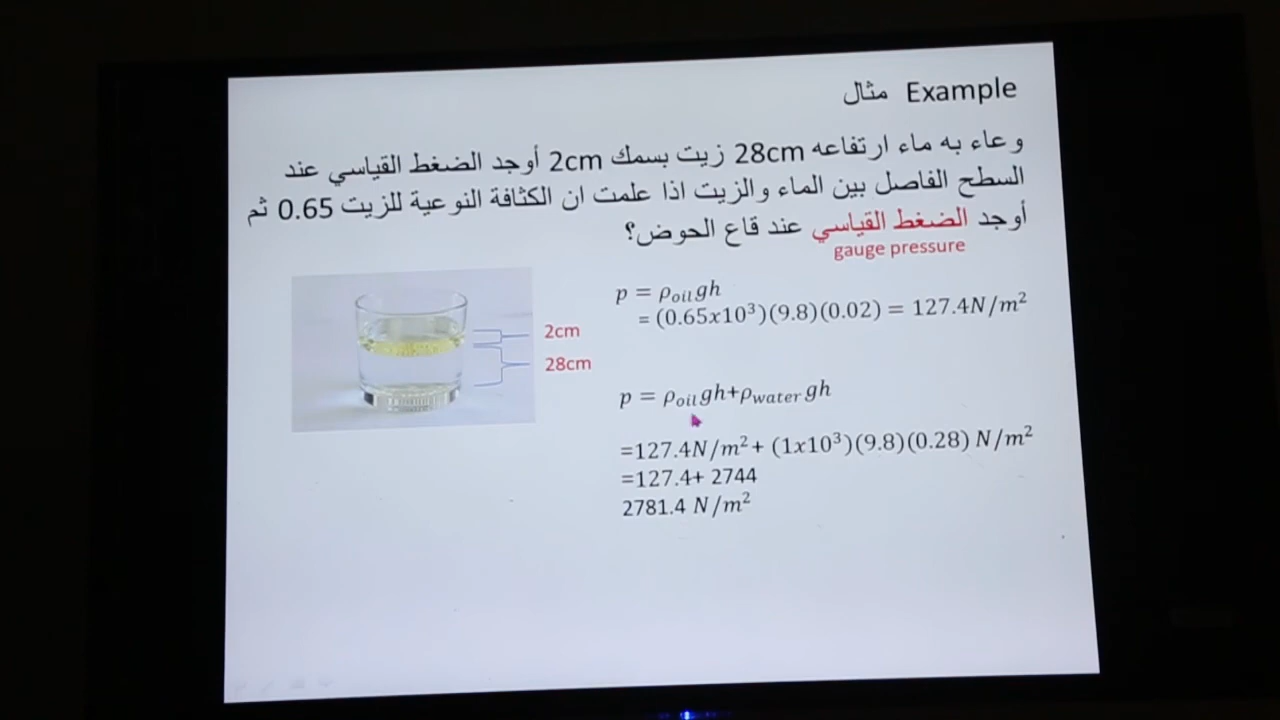 مثال Example
وعاء به ماء ارتفاعه 28cm زيت بسمك 2cm أوجد الضغط القياسي عند
السطح الفاصل بين الماء والزيت اذا علمت ان الكثافة النوعية للزيت 0.65 ثم
أوجد الضغط القياسي عند قاع الحوض؟
gauge pressure
p = ρ_oil gh
= (0.65x10³)(9.8)(0.02) = 127.4N/m²
2cm
28cm
p = ρ_oil gh+ρ_water gh
=127.4N/m²+ (1x10³)(9.8)(0.28) N/m²
=127.4+ 2744
2781.4 N/m²